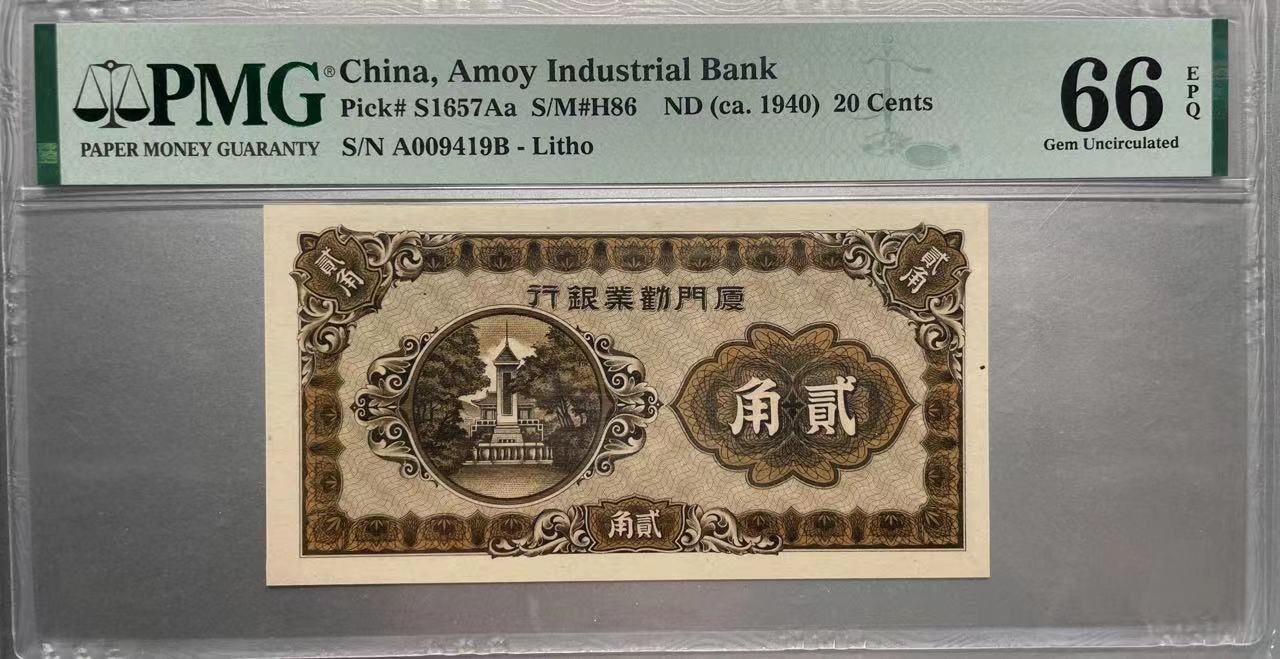 PMG®
PAPER MONEY GUARANTY
China, Amoy Industrial Bank
Pick# S1657Aa S/M#H86 ND (ca. 1940) 20 Cents
S/N A009419B - Litho
66
EPQ
Gem Uncirculated
貳角
貳角
厦門勸業銀行
貳角
貳角